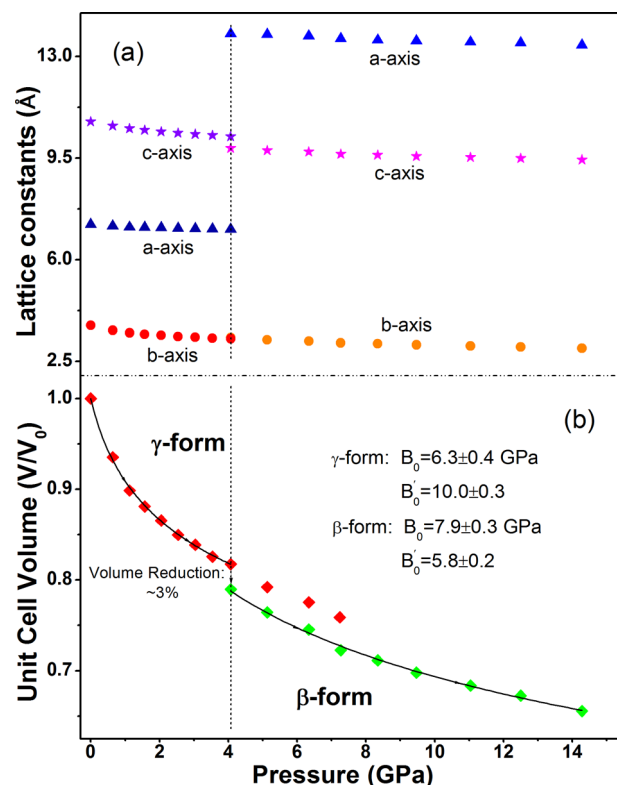 Lattice constants (Å)
13.0
9.5
6.0
2.5
(a)
a-axis
c-axis
c-axis
a-axis
b-axis
b-axis
Unit Cell Volume (V/V₀)
1.0
0.9
0.8
0.7
(b)
γ-form
γ-form: B₀=6.3±0.4 GPa
B₀′=10.0±0.3
β-form: B₀=7.9±0.3 GPa
B₀′=5.8±0.2
Volume Reduction:
~3%
β-form
0 2 4 6 8 10 12 14
Pressure (GPa)